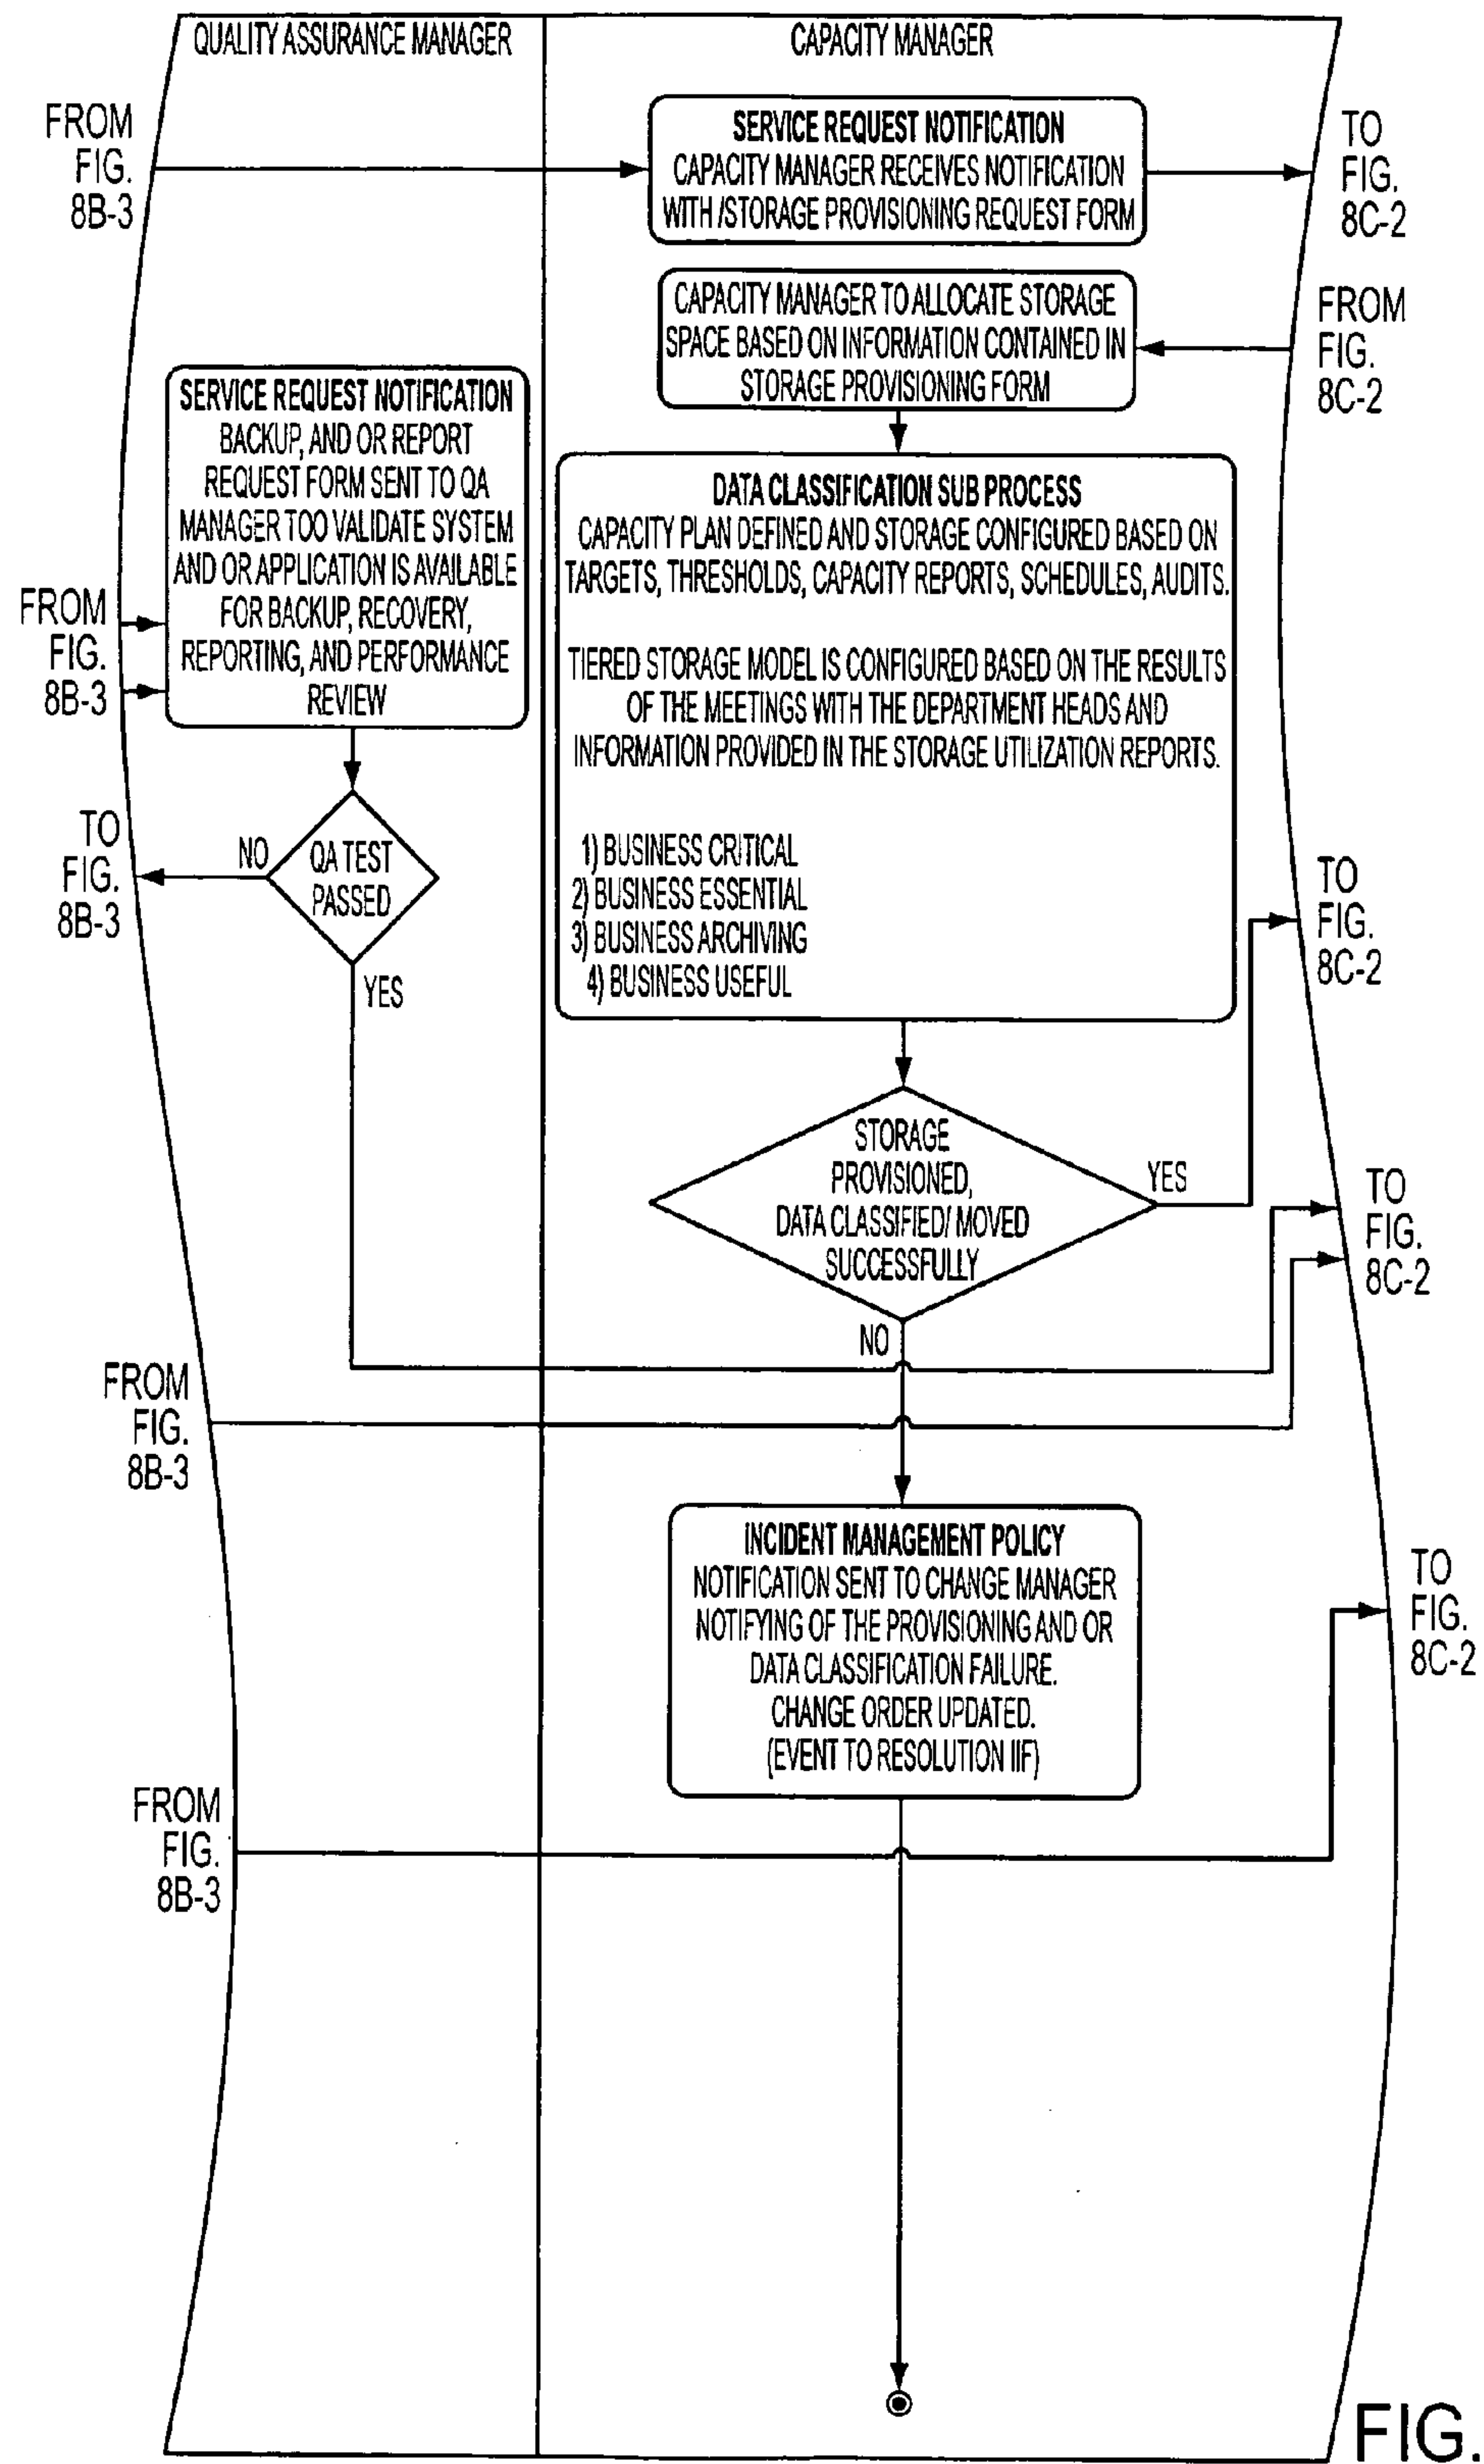 QUALITY ASSURANCE MANAGER
CAPACITY MANAGER
FROM
FIG.
8B-3
SERVICE REQUEST NOTIFICATION
CAPACITY MANAGER RECEIVES NOTIFICATION
WITH /STORAGE PROVISIONING REQUEST FORM
TO
FIG.
8C-2
CAPACITY MANAGER TO ALLOCATE STORAGE
SPACE BASED ON INFORMATION CONTAINED IN
STORAGE PROVISIONING FORM
FROM
FIG.
8C-2
SERVICE REQUEST NOTIFICATION
BACKUP, AND OR REPORT
REQUEST FORM SENT TO QA
MANAGER TOO VALIDATE SYSTEM
AND OR APPLICATION IS AVAILABLE
FOR BACKUP, RECOVERY,
REPORTING, AND PERFORMANCE
REVIEW
FROM
FIG.
8B-3
DATA CLASSIFICATION SUB PROCESS
CAPACITY PLAN DEFINED AND STORAGE CONFIGURED BASED ON
TARGETS, THRESHOLDS, CAPACITY REPORTS, SCHEDULES, AUDITS.
TIERED STORAGE MODEL IS CONFIGURED BASED ON THE RESULTS
OF THE MEETINGS WITH THE DEPARTMENT HEADS AND
INFORMATION PROVIDED IN THE STORAGE UTILIZATION REPORTS.
1) BUSINESS CRITICAL
2) BUSINESS ESSENTIAL
3) BUSINESS ARCHIVING
4) BUSINESS USEFUL
TO
FIG.
8B-3
NO
QA TEST
PASSED
YES
TO
FIG.
8C-2
STORAGE
PROVISIONED,
DATA CLASSIFIED/ MOVED
SUCCESSFULLY
YES
NO
TO
FIG.
8C-2
FROM
FIG.
8B-3
INCIDENT MANAGEMENT POLICY
NOTIFICATION SENT TO CHANGE MANAGER
NOTIFYING OF THE PROVISIONING AND OR
DATA CLASSIFICATION FAILURE.
CHANGE ORDER UPDATED.
(EVENT TO RESOLUTION IIF)
TO
FIG.
8C-2
FROM
FIG.
8B-3
FIG.